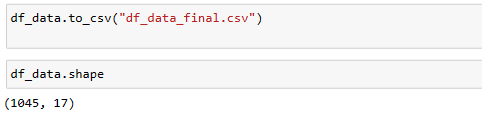 df_data.to_csv("df_data_final.csv")
df_data.shape
(1045, 17)